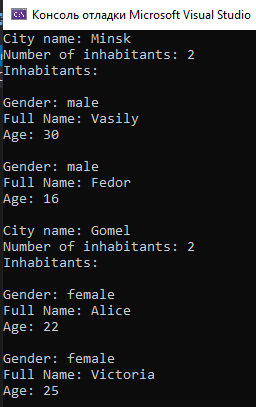 Консоль отладки Microsoft Visual Studio
City name: Minsk
Number of inhabitants: 2
Inhabitants:
Gender: male
Full Name: Vasily
Age: 30
Gender: male
Full Name: Fedor
Age: 16
City name: Gomel
Number of inhabitants: 2
Inhabitants:
Gender: female
Full Name: Alice
Age: 22
Gender: female
Full Name: Victoria
Age: 25